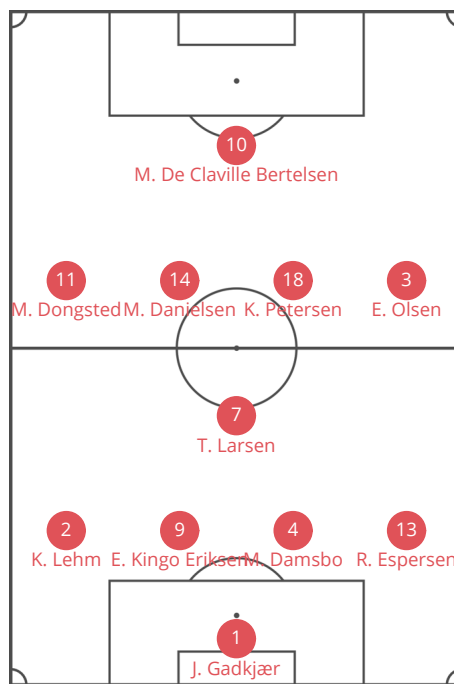 10
M. De Claville Bertelsen
11 14 18 3
M. Dongsted M. Danielsen K. Petersen E. Olsen
7
T. Larsen
2 9 4 13
K. Lehm E. Kingo Eriksen M. Damsbo R. Espersen
1
J. Gadkjær